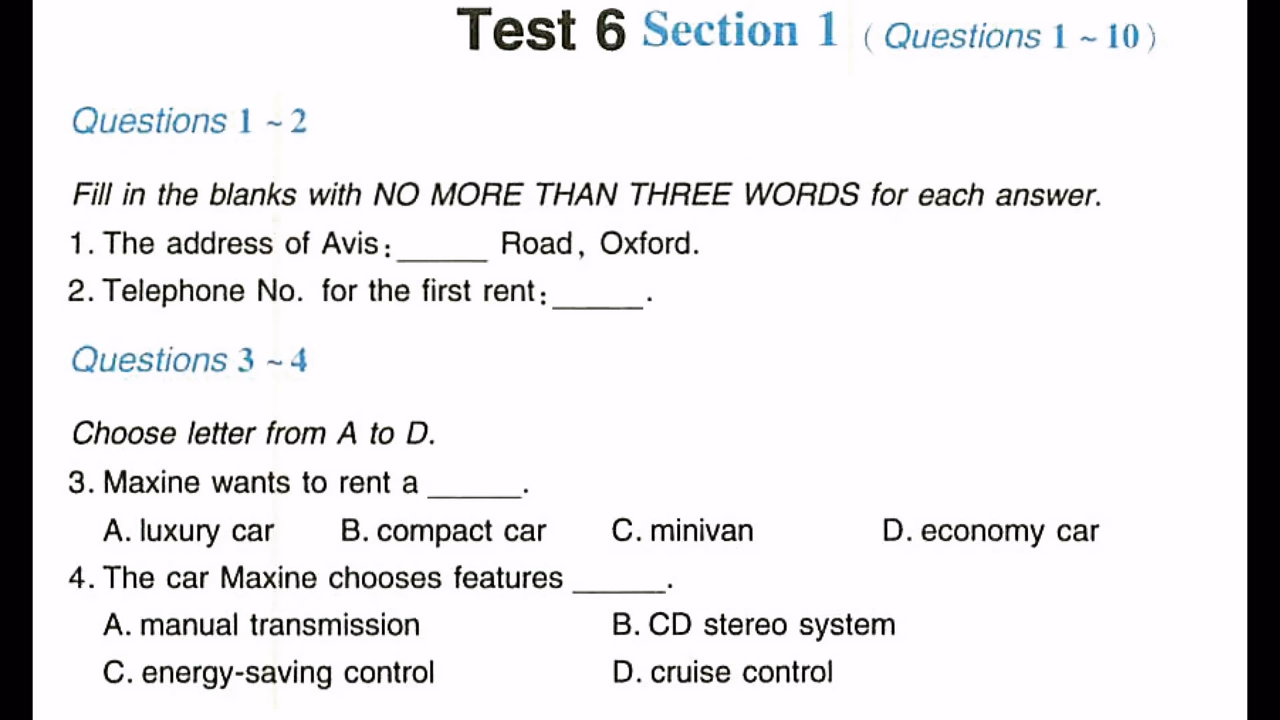 Test 6 Section 1 ( Questions 1 ~ 10 )
Questions 1 ~ 2
Fill in the blanks with NO MORE THAN THREE WORDS for each answer.
1. The address of Avis: ______ Road, Oxford.
2. Telephone No. for the first rent: ______.
Questions 3 ~ 4
Choose letter from A to D.
3. Maxine wants to rent a ______.
A. luxury car B. compact car C. minivan D. economy car
4. The car Maxine chooses features ______.
A. manual transmission B. CD stereo system
C. energy-saving control D. cruise control